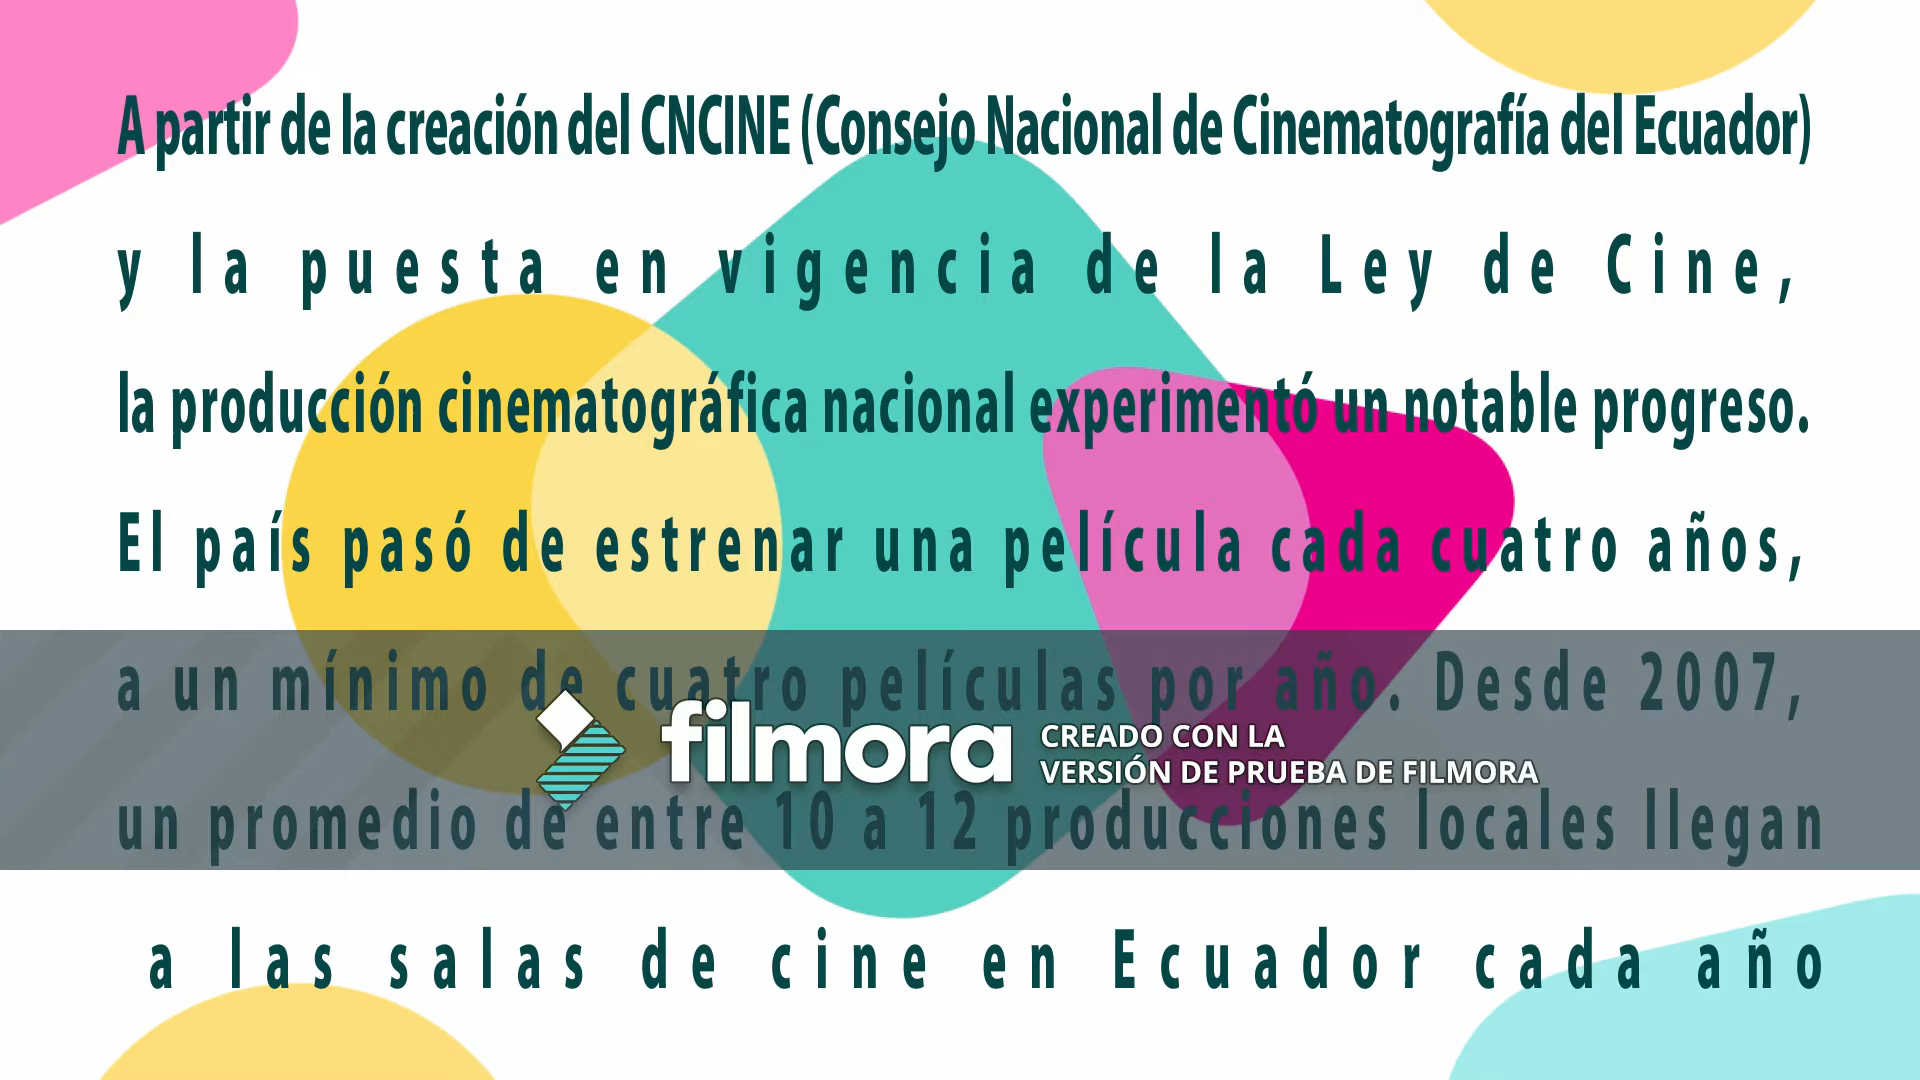 A partir de la creación del CNCINE (Consejo Nacional de Cinematografía del Ecuador)
y la puesta en vigencia de la Ley de Cine,
la producción cinematográfica nacional experimentó un notable progreso.
El país pasó de estrenar una película cada cuatro años,
a un mínimo de cuatro películas por año. Desde 2007,
filmora
CREADO CON LA
VERSIÓN DE PRUEBA DE FILMORA
un promedio de entre 10 a 12 producciones locales llegan
a las salas de cine en Ecuador cada año